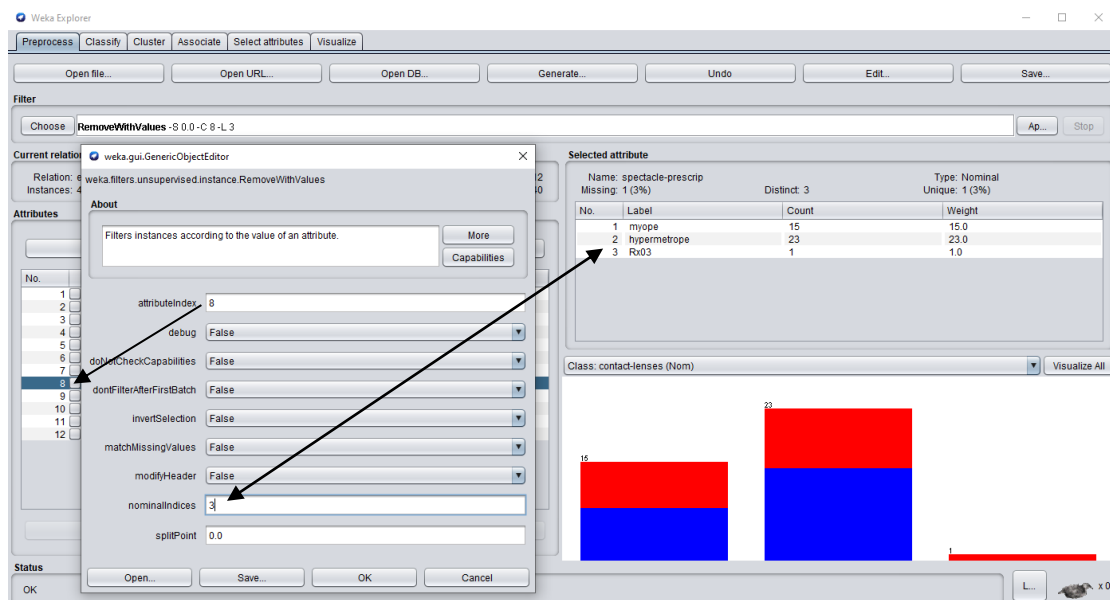 Weka Explorer
Preprocess Classify Cluster Associate Select attributes Visualize
Open file... Open URL... Open DB... Generate... Undo Edit... Save...
Filter
Choose RemoveWithValues -S 0.0 -C 8 -L 3 Ap... Stop
Current relation
Relation: e
Instances: 4
12
40
Attributes
No.
1
2
3
4
5
6
7
8
9
10
11
12
weka.gui.GenericObjectEditor
weka.filters.unsupervised.instance.RemoveWithValues
About
Filters instances according to the value of an attribute. More
Capabilities
attributeIndex 8
debug False
doNotCheckCapabilities False
dontFilterAfterFirstBatch False
invertSelection False
matchMissingValues False
modifyHeader False
nominalIndices 3
splitPoint 0.0
Open... Save... OK Cancel
Selected attribute
Name: spectacle-prescrip Type: Nominal
Missing: 1 (3%) Distinct: 3 Unique: 1 (3%)
No. Label Count Weight
1 myope 15 15.0
2 hypermetrope 23 23.0
3 Rx03 1 1.0
Class: contact-lenses (Nom) Visualize All
15
23
1
Status
OK L... x 0